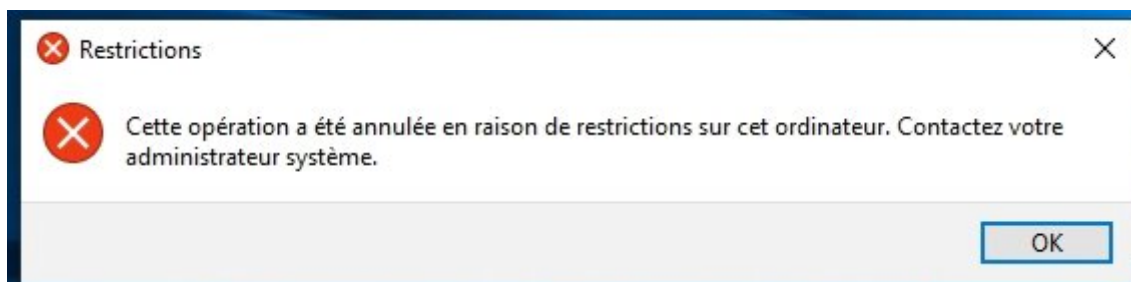 Restrictions
Cette opération a été annulée en raison de restrictions sur cet ordinateur. Contactez votre
administrateur système.
OK